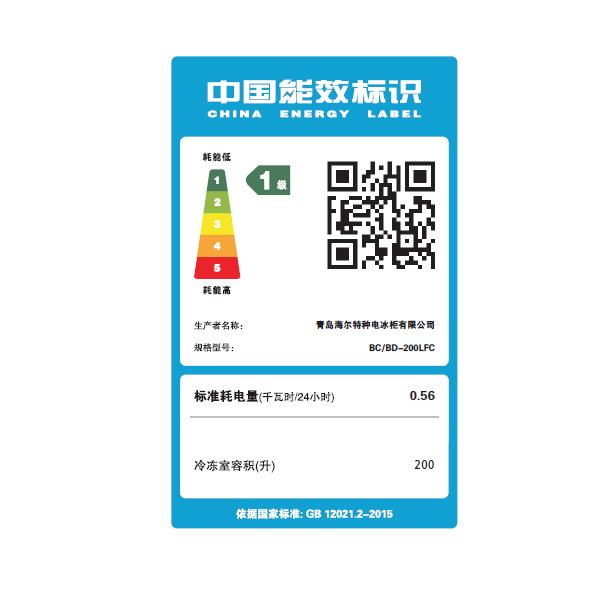 中国能效标识
CHINA ENERGY LABEL
耗能低
1
1级
2
3
4
5
耗能高
生产者名称: 青岛海尔特种电冰柜有限公司
规格型号: BC/BD-200LFC
标准耗电量(千瓦时/24小时) 0.56
冷冻室容积(升) 200
依据国家标准: GB 12021.2-2015